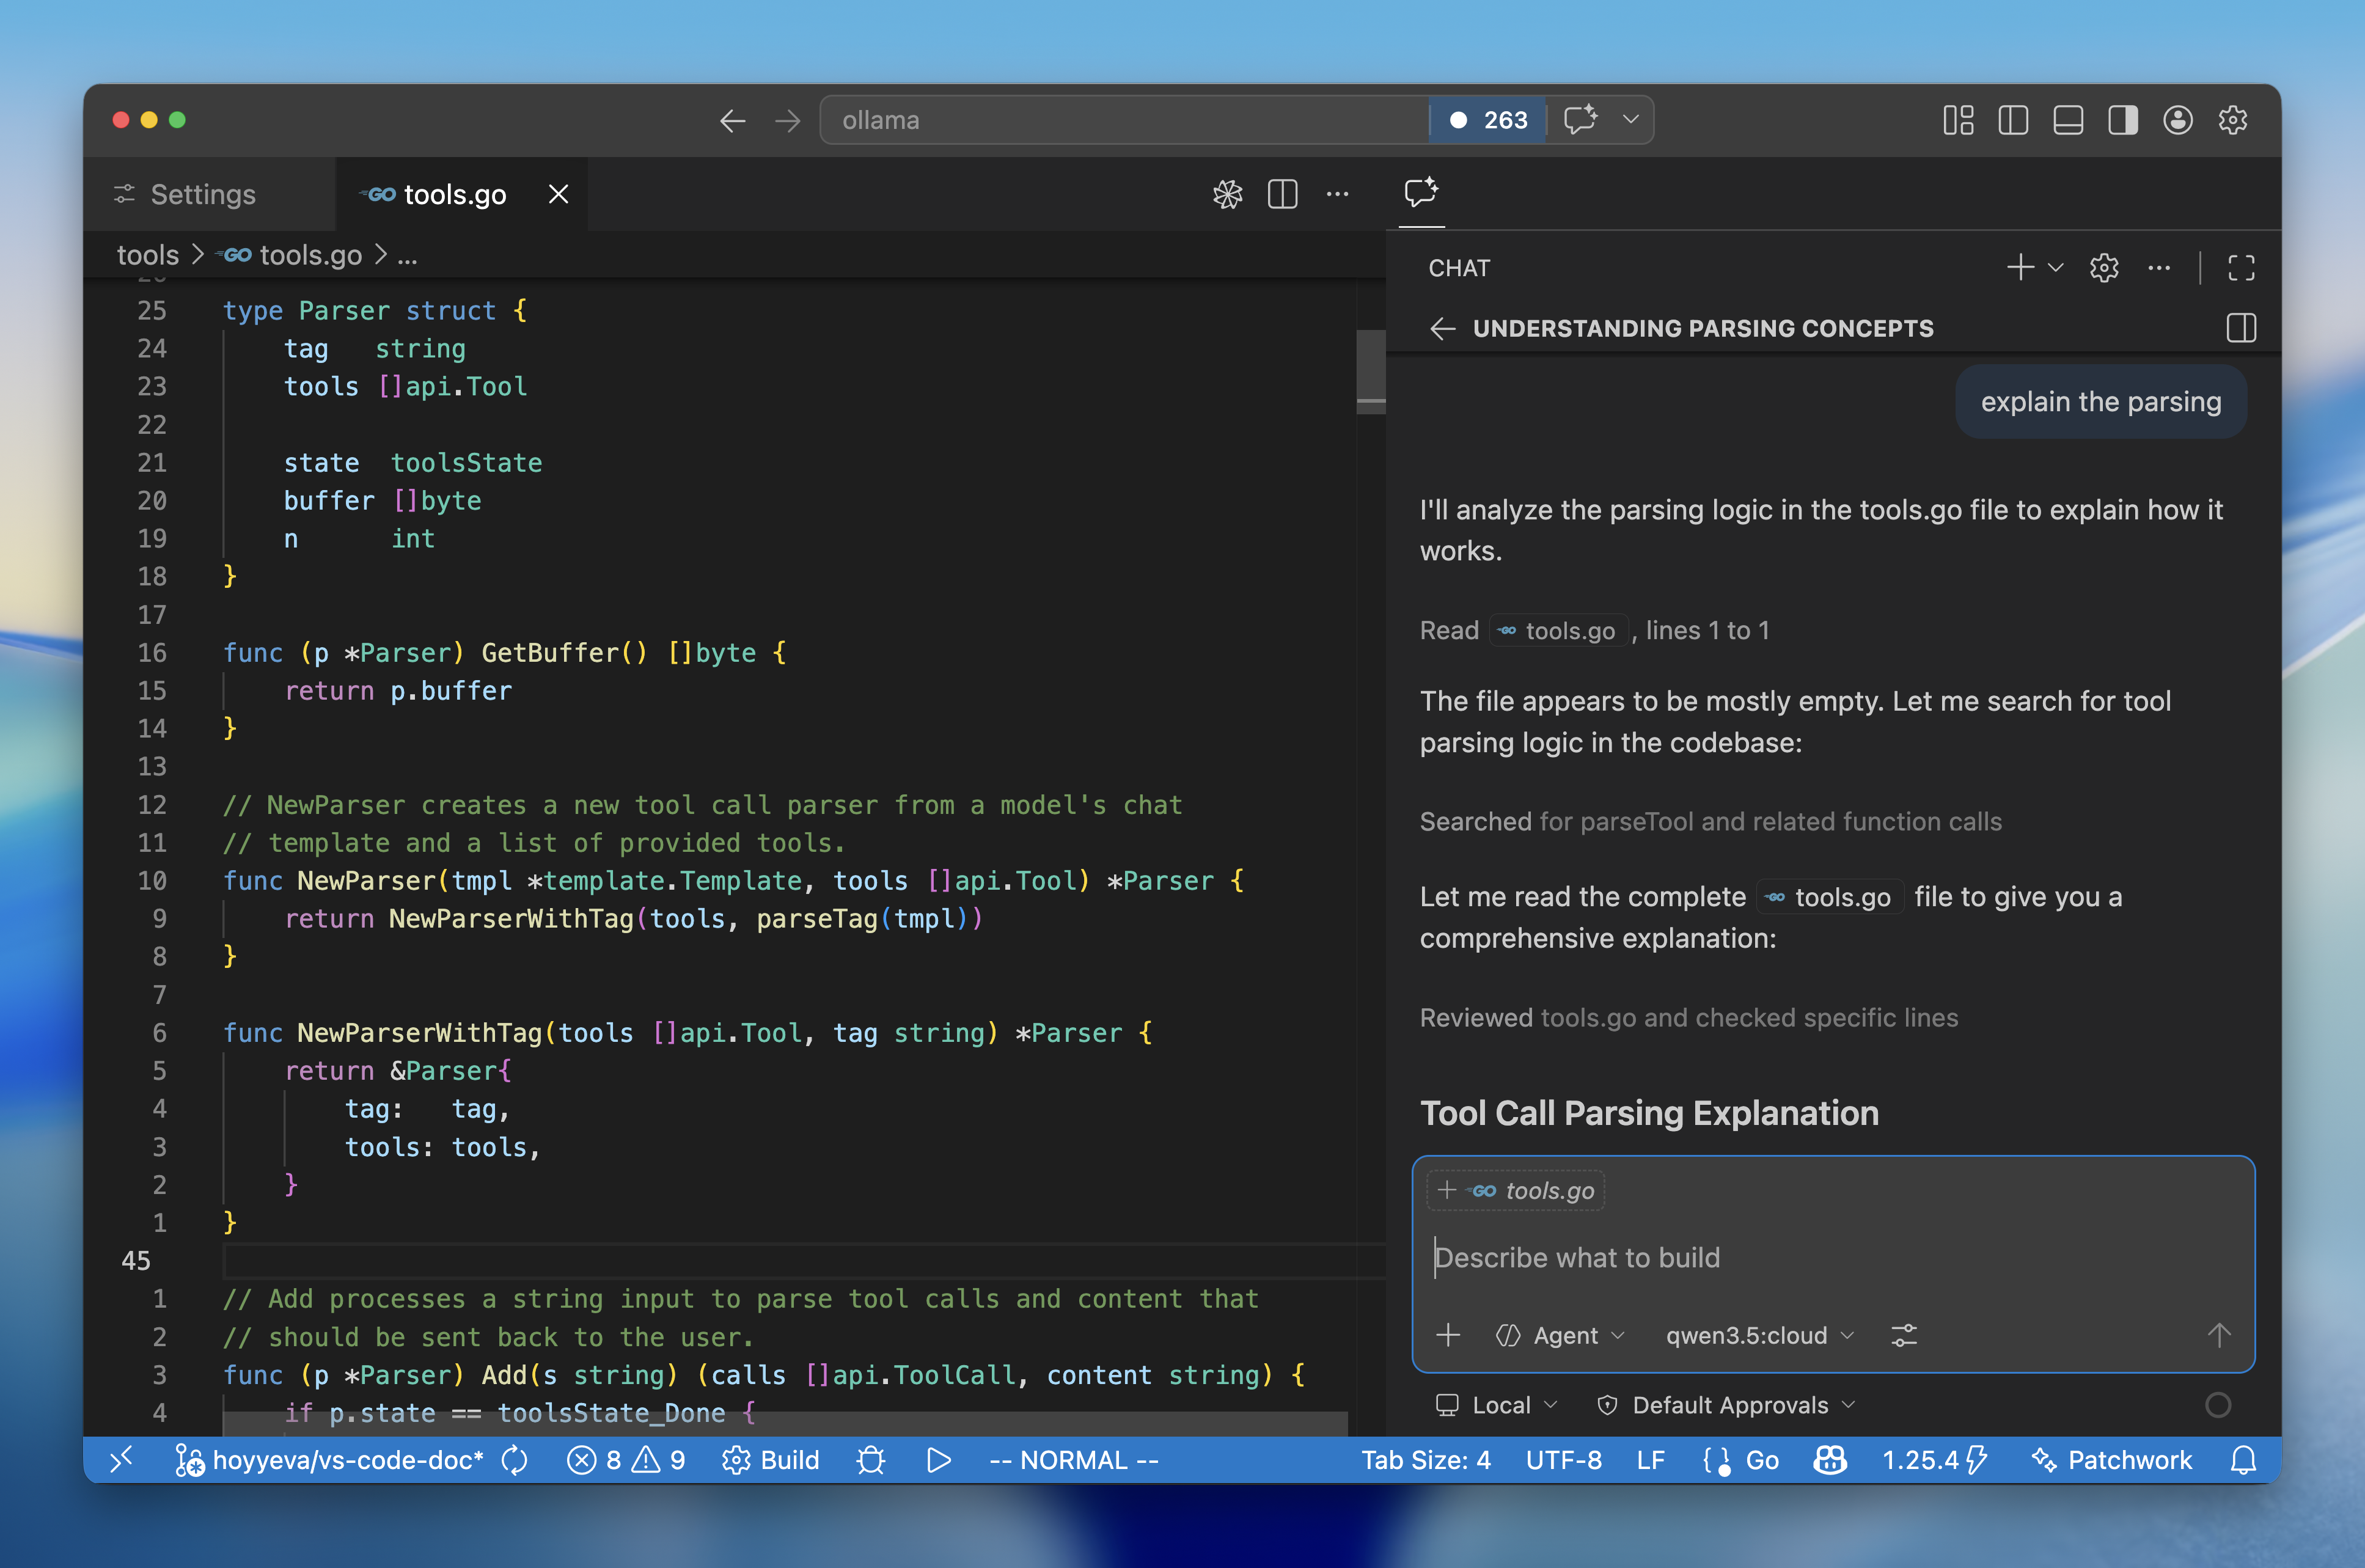 ollama
263
Settings
GO tools.go
tools > GO tools.go > ...
25 type Parser struct {
24 tag string
23 tools []api.Tool
22
21 state toolsState
20 buffer []byte
19 n int
18 }
17
16 func (p *Parser) GetBuffer() []byte {
15 return p.buffer
14 }
13
12 // NewParser creates a new tool call parser from a model's chat
11 // template and a list of provided tools.
10 func NewParser(tmpl *template.Template, tools []api.Tool) *Parser {
9 return NewParserWithTag(tools, parseTag(tmpl))
8 }
7
6 func NewParserWithTag(tools []api.Tool, tag string) *Parser {
5 return &Parser{
4 tag: tag,
3 tools: tools,
2 }
1 }
45
1 // Add processes a string input to parse tool calls and content that
2 // should be sent back to the user.
3 func (p *Parser) Add(s string) (calls []api.ToolCall, content string) {
4 if p.state == toolsState_Done {
CHAT
UNDERSTANDING PARSING CONCEPTS
explain the parsing
I'll analyze the parsing logic in the tools.go file to explain how it
works.
Read GO tools.go , lines 1 to 1
The file appears to be mostly empty. Let me search for tool
parsing logic in the codebase:
Searched for parseTool and related function calls
Let me read the complete GO tools.go file to give you a
comprehensive explanation:
Reviewed tools.go and checked specific lines
Tool Call Parsing Explanation
+ GO tools.go
Describe what to build
Agent
qwen3.5:cloud
Local
Default Approvals
hoyyeva/vs-code-doc*
8
9
Build
-- NORMAL --
Tab Size: 4
UTF-8
LF
Go
1.25.4
Patchwork